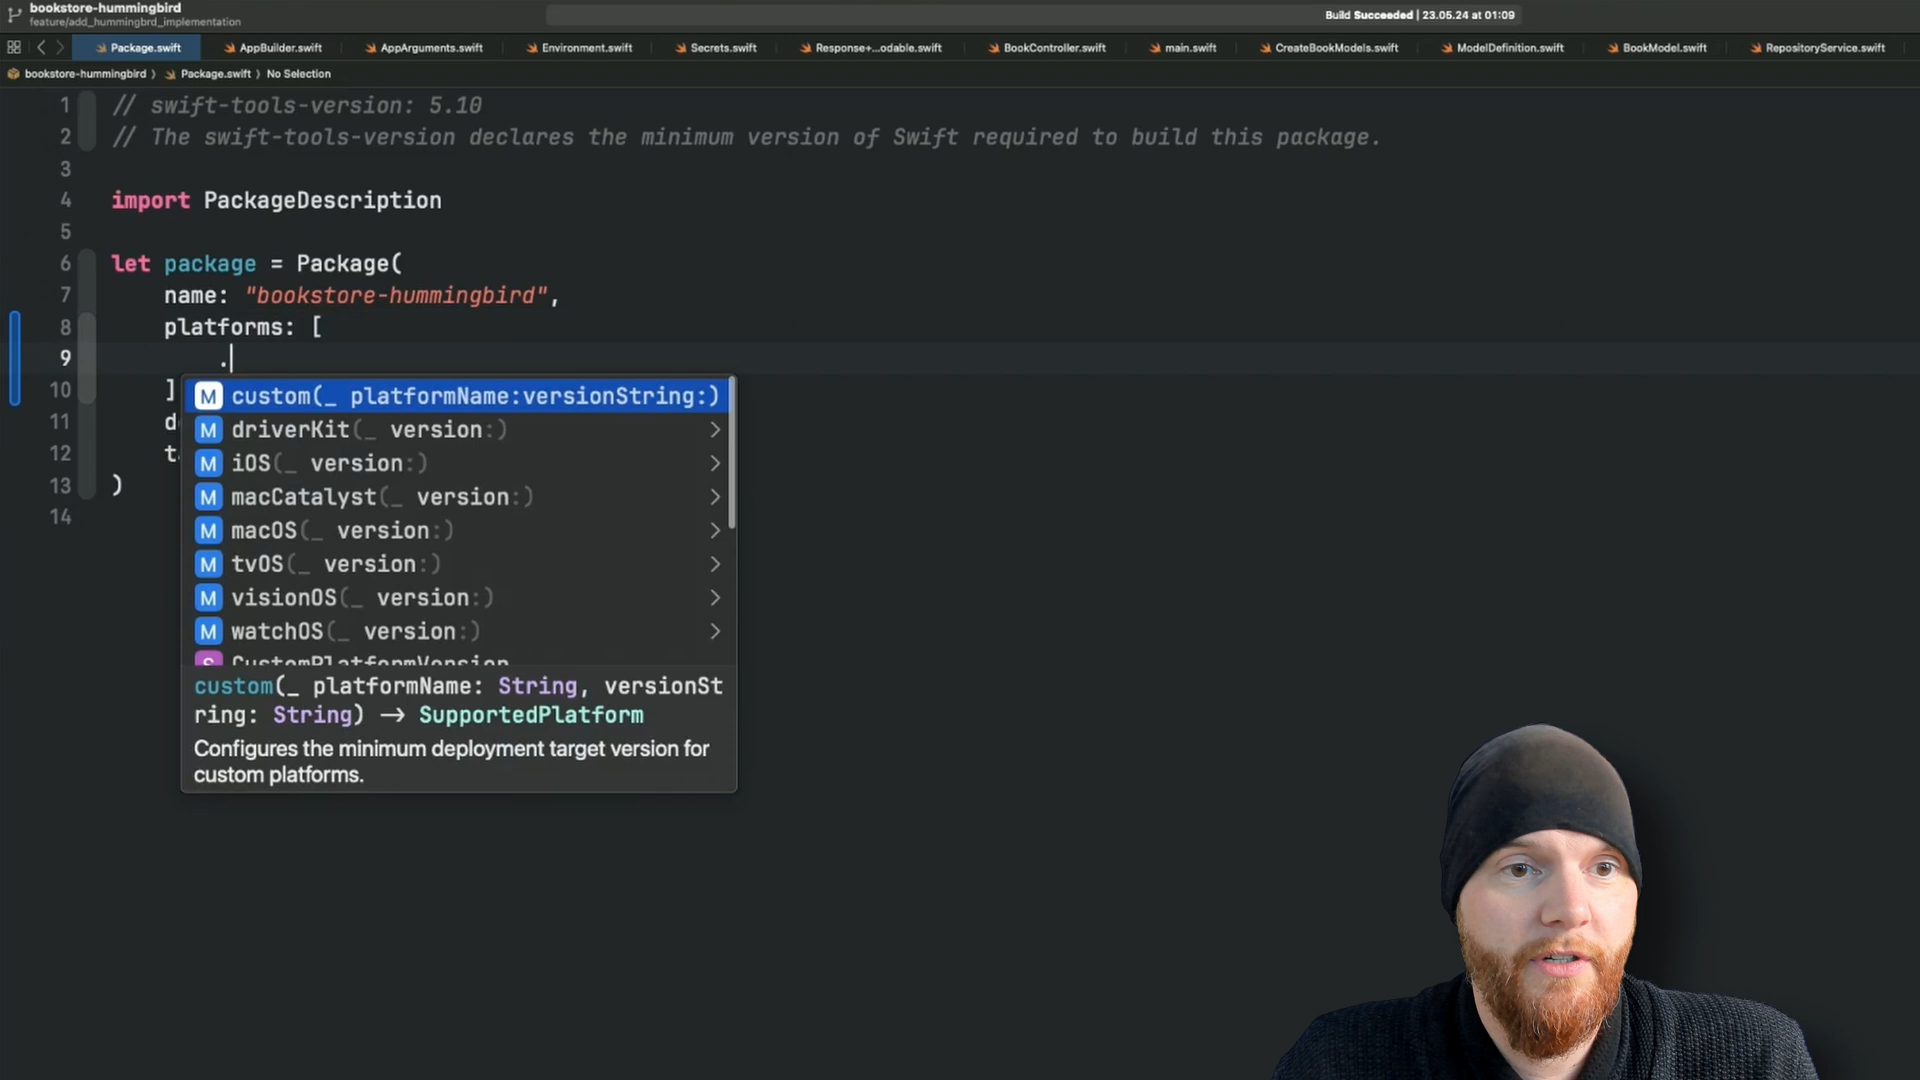 bookstore-hummingbird
feature/add_hummingbrd_implementation
Build Succeeded | 23.05.24 at 01:09
Package.swift
AppBuilder.swift
AppArguments.swift
Environment.swift
Secrets.swift
Response+...odable.swift
BookController.swift
main.swift
CreateBookModels.swift
ModelDefinition.swift
BookModel.swift
RepositoryService.swift
bookstore-hummingbird 〉 Package.swift 〉 No Selection
1 // swift-tools-version: 5.10
2 // The swift-tools-version declares the minimum version of Swift required to build this package.
3
4 import PackageDescription
5
6 let package = Package(
7 name: "bookstore-hummingbird",
8 platforms: [
9 .
10 ]
11 d
12 t
13 )
14
M custom(_ platformName:versionString:)
M driverKit(_ version:)
M iOS(_ version:)
M macCatalyst(_ version:)
M macOS(_ version:)
M tvOS(_ version:)
M visionOS(_ version:)
M watchOS(_ version:)
S CustomPlatformVersion
custom(_ platformName: String, versionSt
ring: String) -> SupportedPlatform
Configures the minimum deployment target version for
custom platforms.